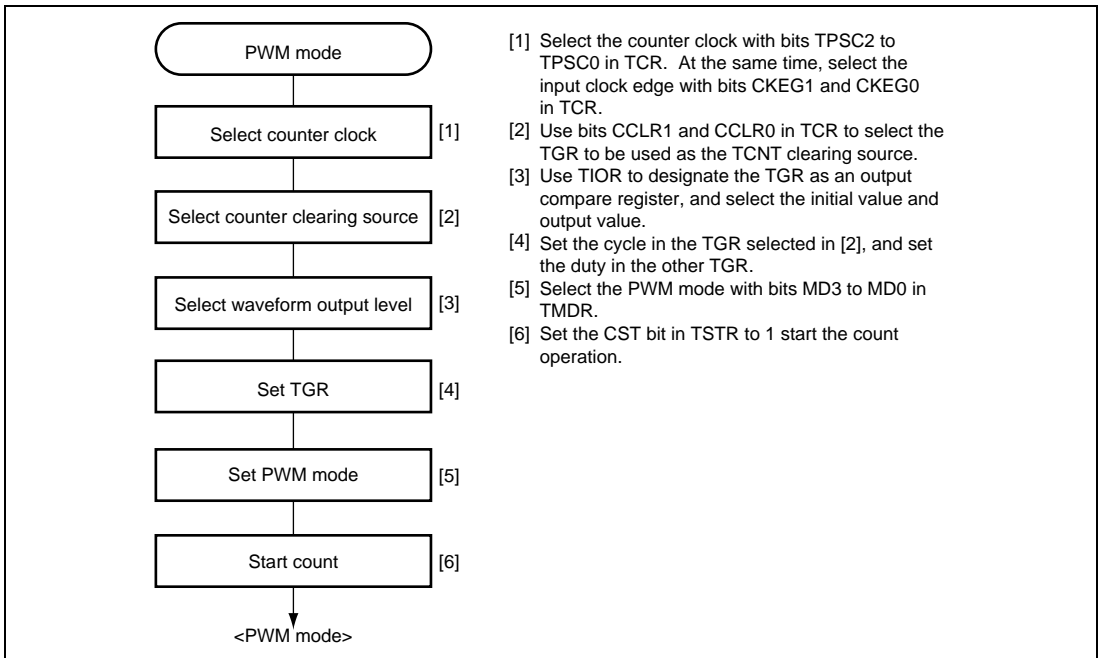 PWM mode
Select counter clock [1]
Select counter clearing source [2]
Select waveform output level [3]
Set TGR [4]
Set PWM mode [5]
Start count [6]
<PWM mode>
[1] Select the counter clock with bits TPSC2 to
TPSC0 in TCR. At the same time, select the
input clock edge with bits CKEG1 and CKEG0
in TCR.
[2] Use bits CCLR1 and CCLR0 in TCR to select the
TGR to be used as the TCNT clearing source.
[3] Use TIOR to designate the TGR as an output
compare register, and select the initial value and
output value.
[4] Set the cycle in the TGR selected in [2], and set
the duty in the other TGR.
[5] Select the PWM mode with bits MD3 to MD0 in
TMDR.
[6] Set the CST bit in TSTR to 1 start the count
operation.